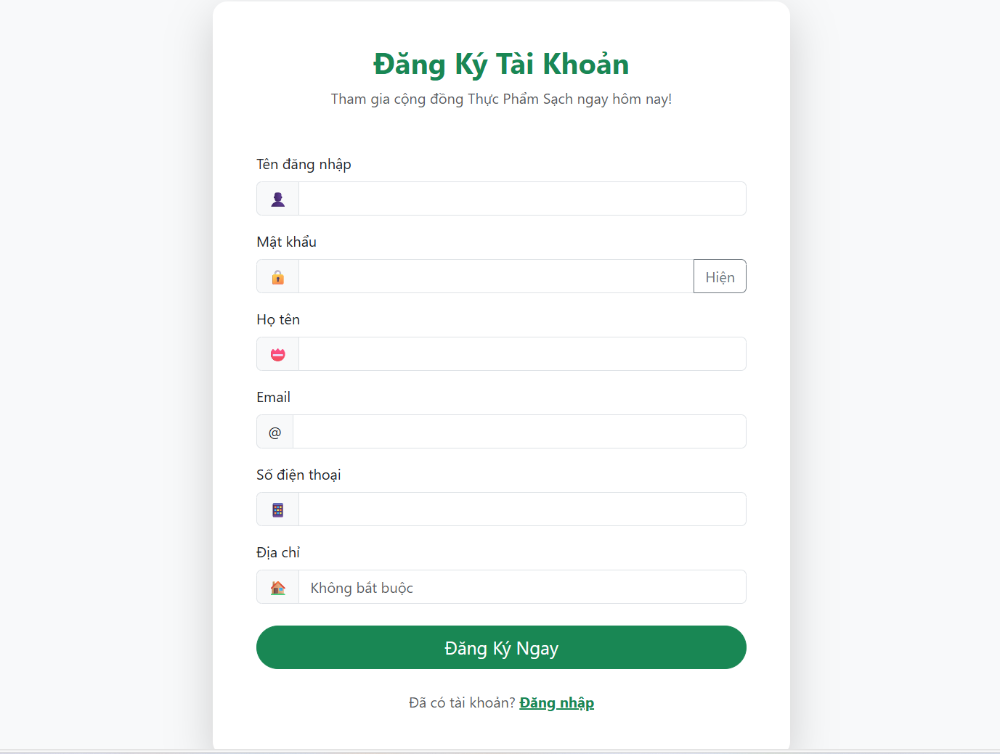 Đăng Ký Tài Khoản
Tham gia cộng đồng Thực Phẩm Sạch ngay hôm nay!
Tên đăng nhập
Mật khẩu
Hiện
Họ tên
Email
@
Số điện thoại
Địa chỉ
Không bắt buộc
Đăng Ký Ngay
Đã có tài khoản? Đăng nhập